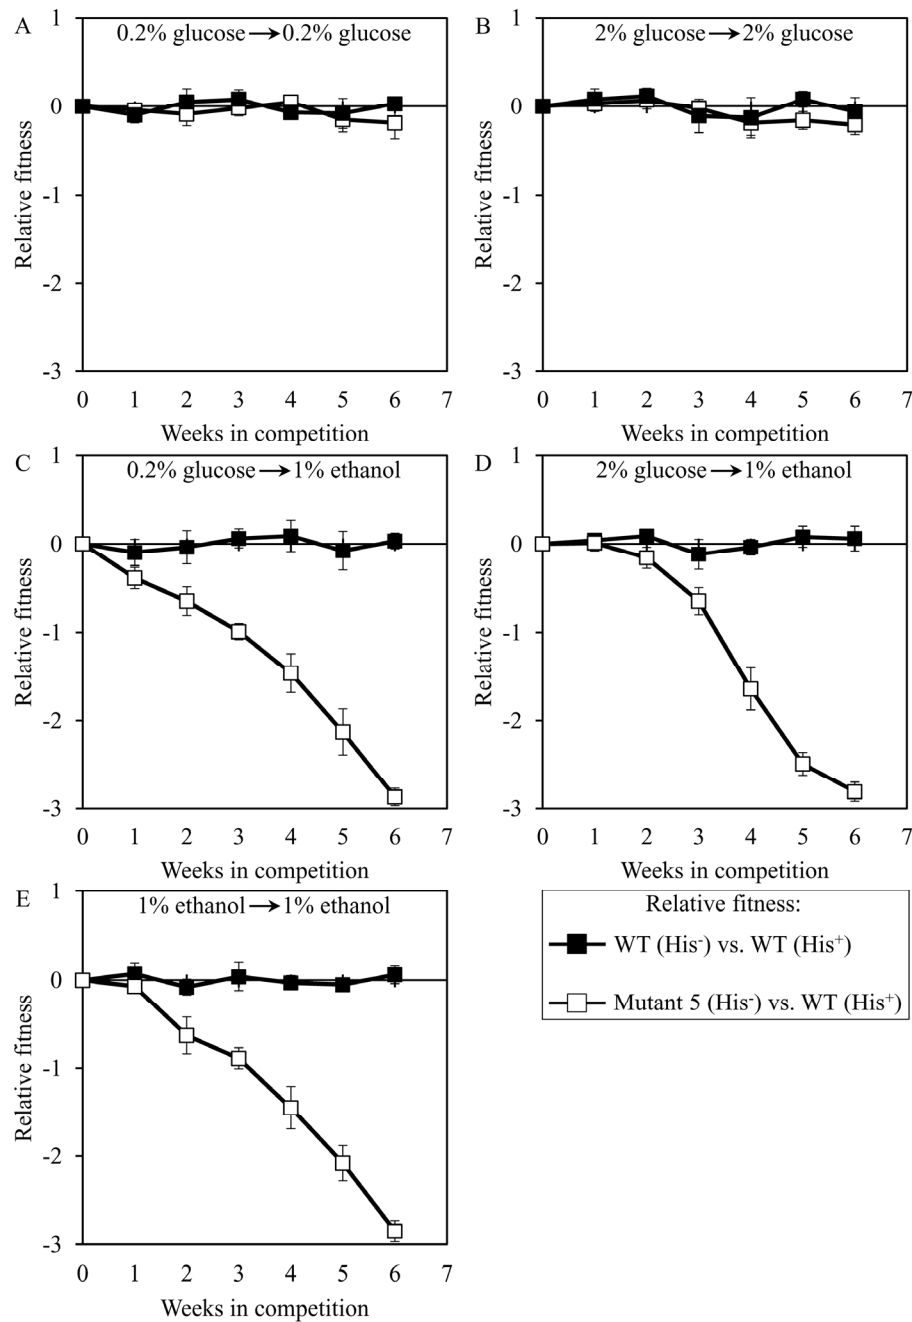 A
0.2% glucose→0.2% glucose
1
0
-1
-2
-3
Relative fitness
0 1 2 3 4 5 6 7
Weeks in competition
B
2% glucose→2% glucose
1
0
-1
-2
-3
Relative fitness
0 1 2 3 4 5 6 7
Weeks in competition
C
0.2% glucose→1% ethanol
1
0
-1
-2
-3
Relative fitness
0 1 2 3 4 5 6 7
Weeks in competition
D
2% glucose→1% ethanol
1
0
-1
-2
-3
Relative fitness
0 1 2 3 4 5 6 7
Weeks in competition
E
1% ethanol→1% ethanol
1
0
-1
-2
-3
Relative fitness
0 1 2 3 4 5 6 7
Weeks in competition
Relative fitness:
WT (His⁻) vs. WT (His⁺)
Mutant 5 (His⁻) vs. WT (His⁺)